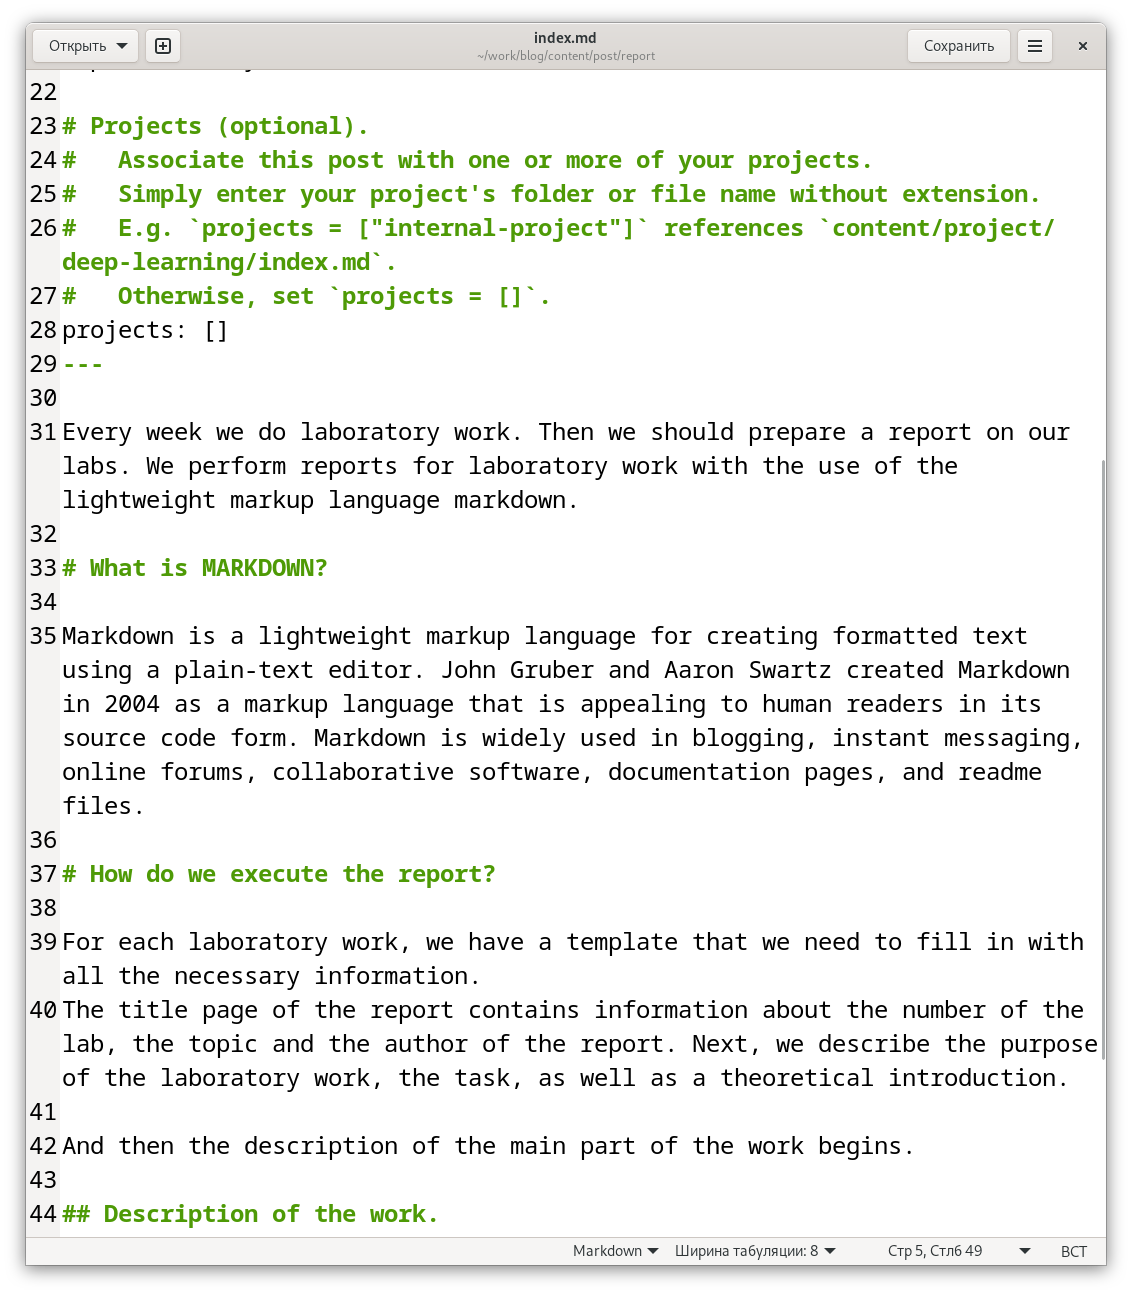 Открыть
index.md
~/work/blog/content/post/report
Сохранить
22
23 # Projects (optional).
24 #   Associate this post with one or more of your projects.
25 #   Simply enter your project's folder or file name without extension.
26 #   E.g. `projects = ["internal-project"]` references `content/project/
deep-learning/index.md`.
27 #   Otherwise, set `projects = []`.
28 projects: []
29 ---
30
31 Every week we do laboratory work. Then we should prepare a report on our
labs. We perform reports for laboratory work with the use of the
lightweight markup language markdown.
32
33 # What is MARKDOWN?
34
35 Markdown is a lightweight markup language for creating formatted text
using a plain-text editor. John Gruber and Aaron Swartz created Markdown
in 2004 as a markup language that is appealing to human readers in its
source code form. Markdown is widely used in blogging, instant messaging,
online forums, collaborative software, documentation pages, and readme
files.
36
37 # How do we execute the report?
38
39 For each laboratory work, we have a template that we need to fill in with
all the necessary information.
40 The title page of the report contains information about the number of the
lab, the topic and the author of the report. Next, we describe the purpose
of the laboratory work, the task, as well as a theoretical introduction.
41
42 And then the description of the main part of the work begins.
43
44 ## Description of the work.
Markdown Ширина табуляции: 8 Стр 5, Стлб 49 ВСТ